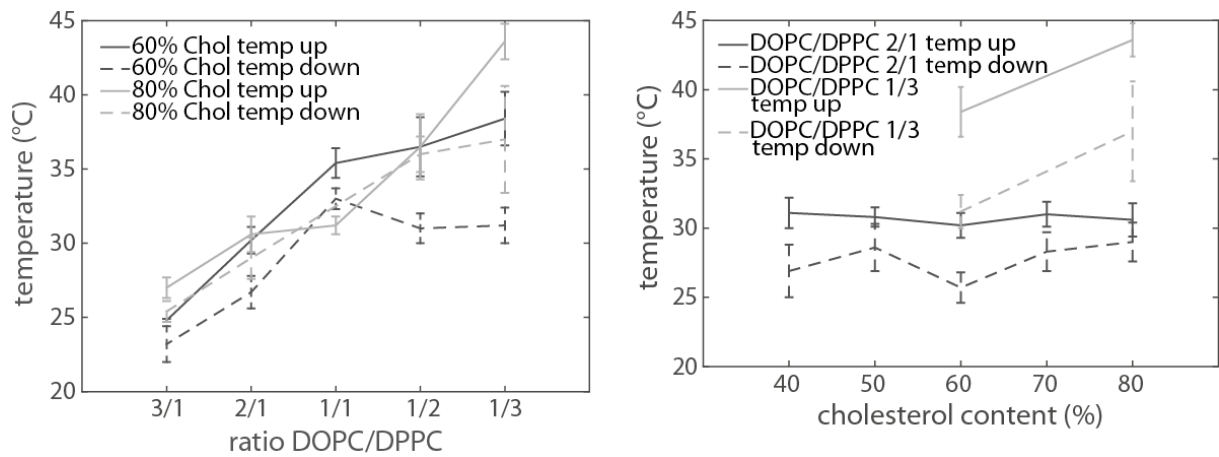 45
40
35
30
25
20
temperature (°C)
60% Chol temp up
60% Chol temp down
80% Chol temp up
80% Chol temp down
3/1 2/1 1/1 1/2 1/3
ratio DOPC/DPPC
45
40
35
30
25
20
temperature (°C)
DOPC/DPPC 2/1 temp up
DOPC/DPPC 2/1 temp down
DOPC/DPPC 1/3
temp up
DOPC/DPPC 1/3
temp down
40 50 60 70 80
cholesterol content (%)